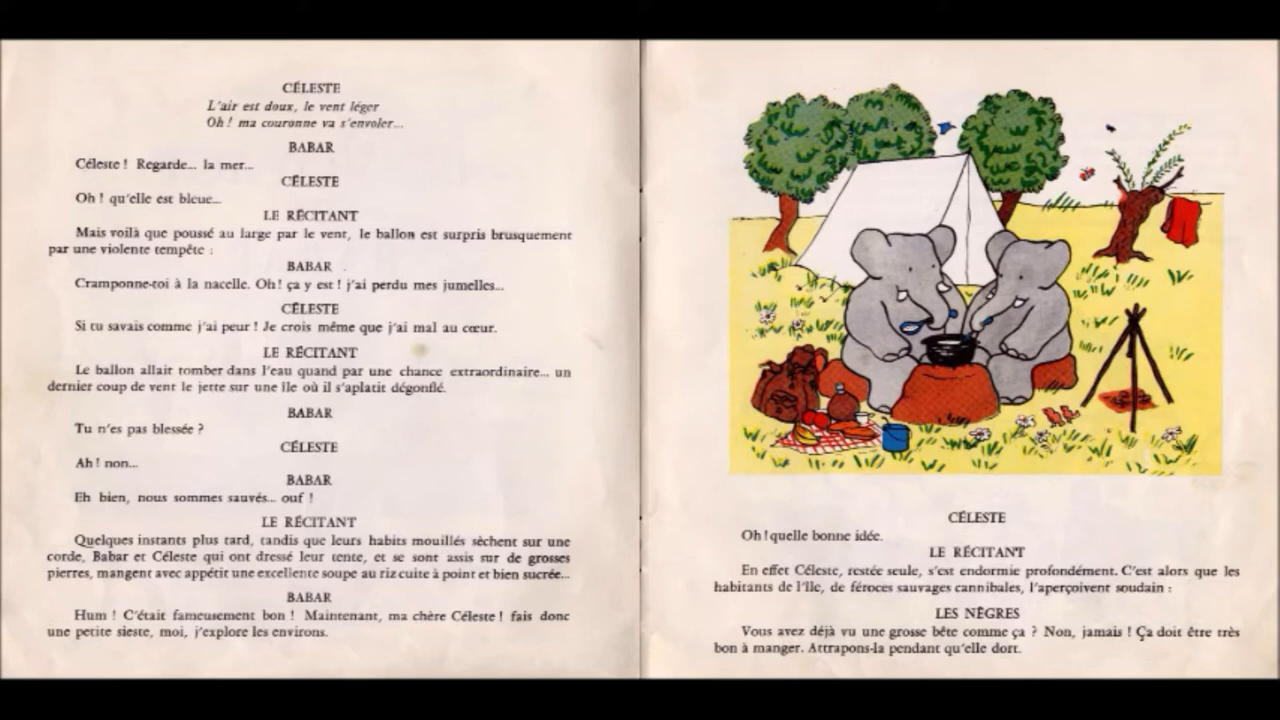 CÉLESTE
L'air est doux, le vent léger
Oh ! ma couronne va s'envoler...
BABAR
Céleste ! Regarde... la mer...
CÉLESTE
Oh ! qu'elle est bleue...
LE RÉCITANT
Mais voilà que poussé au large par le vent, le ballon est surpris brusquement
par une violente tempête :
BABAR
Cramponne-toi à la nacelle. Oh ! ça y est ! j'ai perdu mes jumelles...
CÉLESTE
Si tu savais comme j'ai peur ! Je crois même que j'ai mal au cœur.
LE RÉCITANT
Le ballon allait tomber dans l'eau quand par une chance extraordinaire... un
dernier coup de vent le jette sur une île où il s'aplatit dégonflé.
BABAR
Tu n'es pas blessée ?
CÉLESTE
Ah ! non...
BABAR
Eh bien, nous sommes sauvés... ouf !
LE RÉCITANT
Quelques instants plus tard, tandis que leurs habits mouillés sèchent sur une
corde, Babar et Céleste qui ont dressé leur tente, et se sont assis sur de grosses
pierres, mangent avec appétit une excellente soupe au riz cuite à point et bien sucrée...
BABAR
Hum ! C'était fameusement bon ! Maintenant, ma chère Céleste ! fais donc
une petite sieste, moi, j'explore les environs.
CÉLESTE
Oh ! quelle bonne idée.
LE RÉCITANT
En effet Céleste, restée seule, s'est endormie profondément. C'est alors que les
habitants de l'île, de féroces sauvages cannibales, l'aperçoivent soudain :
LES NÈGRES
Vous avez déjà vu une grosse bête comme ça ? Non, jamais ! Ça doit être très
bon à manger. Attrapons-la pendant qu'elle dort.